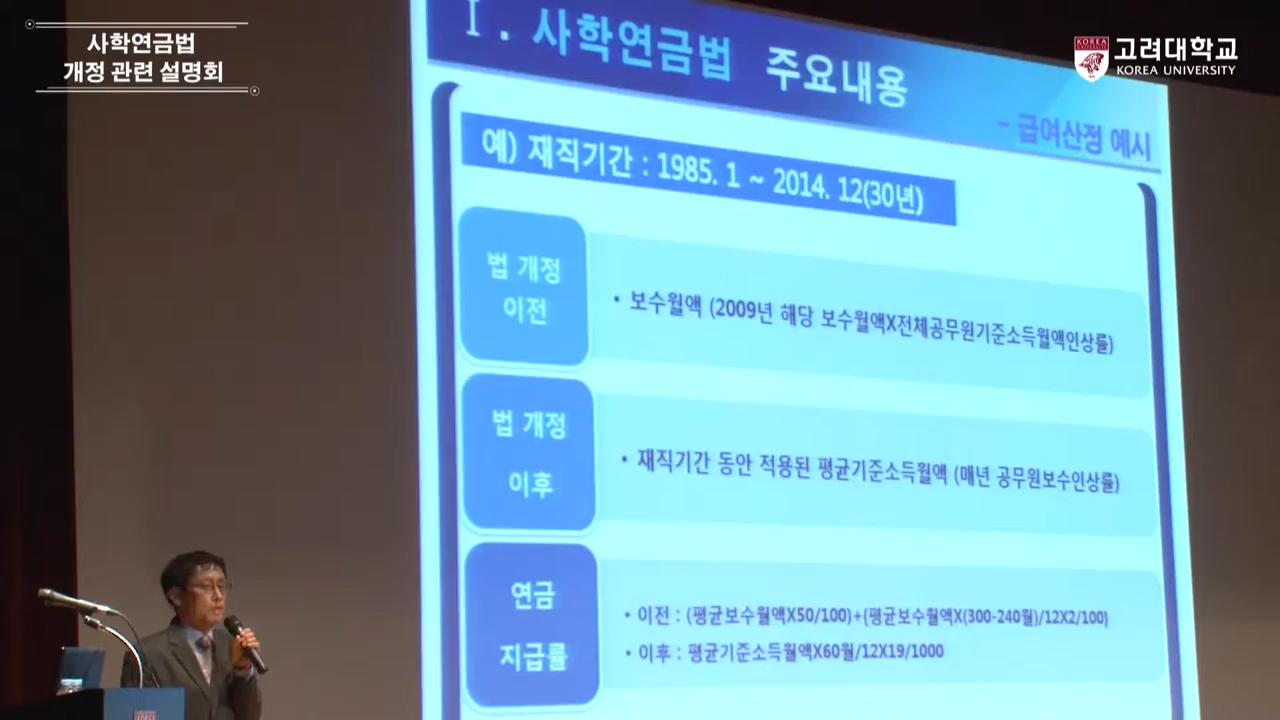 사학연금법
개정 관련 설명회
KOREA
고려대학교
KOREA UNIVERSITY
Ⅰ. 사학연금법 주요내용
- 급여산정 예시
예) 재직기간 : 1985. 1 ~ 2014. 12(30년)
법 개정
이전
• 보수월액 (2009년 해당 보수월액X전체공무원기준소득월액인상률)
법 개정
이후
• 재직기간 동안 적용된 평균기준소득월액 (매년 공무원보수인상률)
연금
지급률
• 이전 : (평균보수월액X50/100)+(평균보수월액X(300-240월)/12X2/100)
• 이후 : 평균기준소득월액X60월/12X19/1000